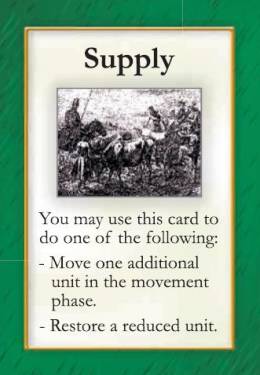 Supply
You may use this card to
do one of the following:
- Move one additional
unit in the movement
phase.
- Restore a reduced unit.